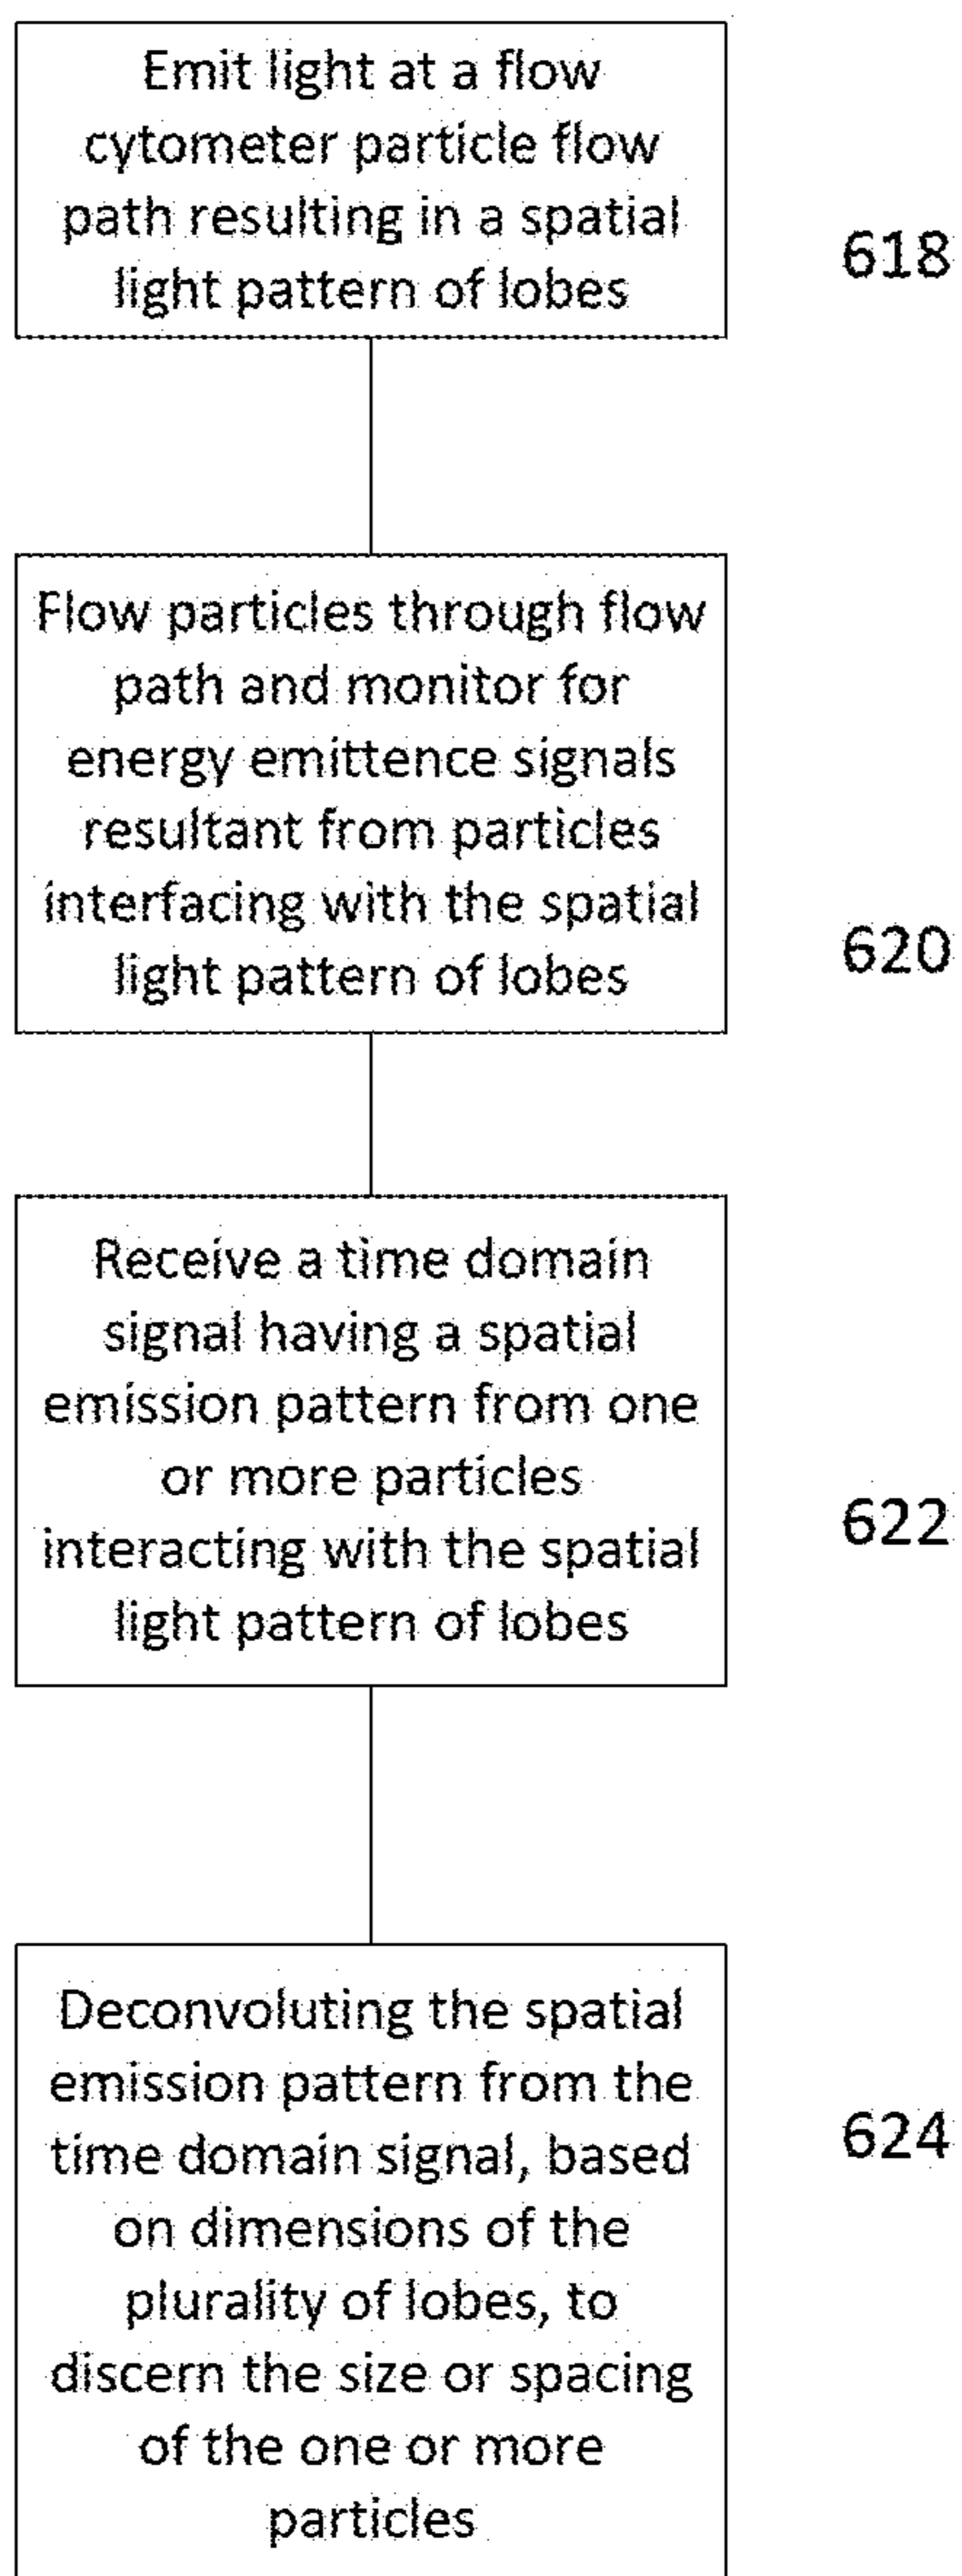 Emit light at a flow
cytometer particle flow
path resulting in a spatial
light pattern of lobes
618
Flow particles through flow
path and monitor for
energy emittence signals
resultant from particles
interfacing with the spatial
light pattern of lobes
620
Receive a time domain
signal having a spatial
emission pattern from one
or more particles
interacting with the spatial
light pattern of lobes
622
Deconvoluting the spatial
emission pattern from the
time domain signal, based
on dimensions of the
plurality of lobes, to
discern the size or spacing
of the one or more
particles
624